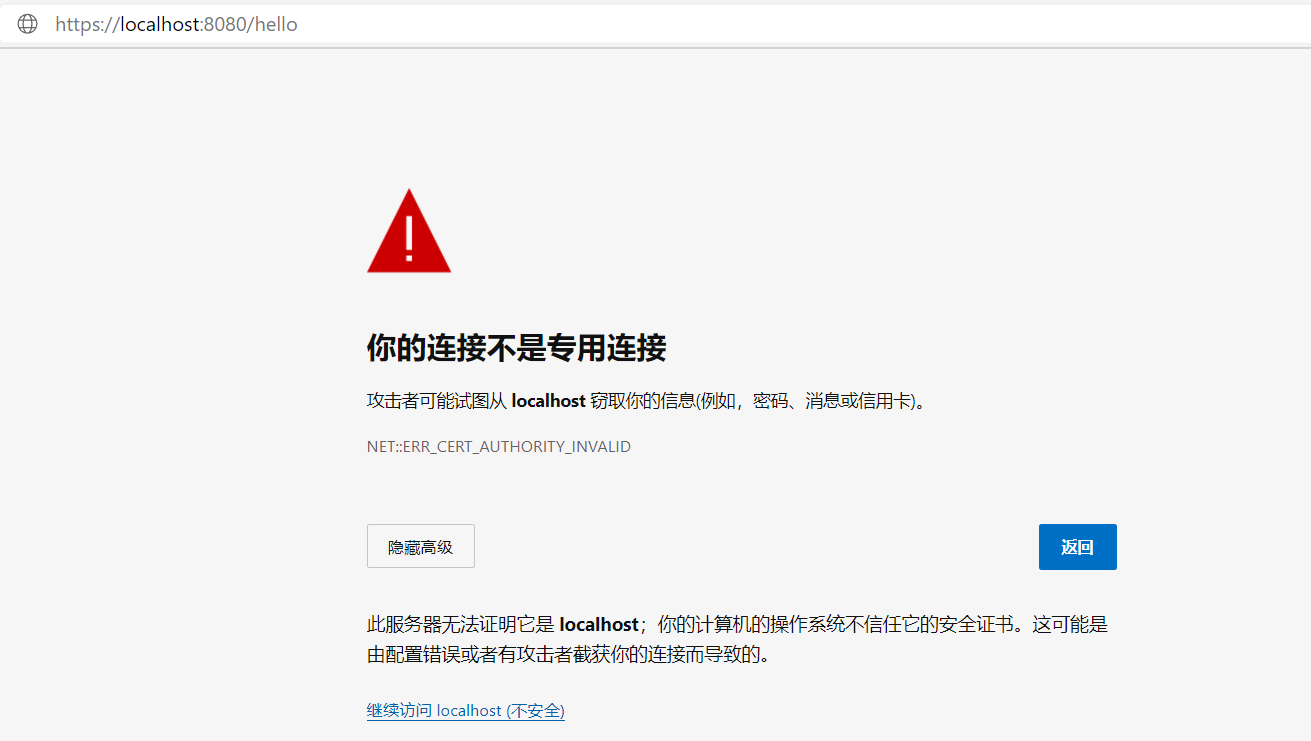 https://localhost:8080/hello
你的连接不是专用连接
攻击者可能试图从 localhost 窃取你的信息(例如，密码、消息或信用卡)。
NET::ERR_CERT_AUTHORITY_INVALID
隐藏高级
返回
此服务器无法证明它是 localhost；你的计算机的操作系统不信任它的安全证书。这可能是
由配置错误或者有攻击者截获你的连接而导致的。
继续访问 localhost (不安全)